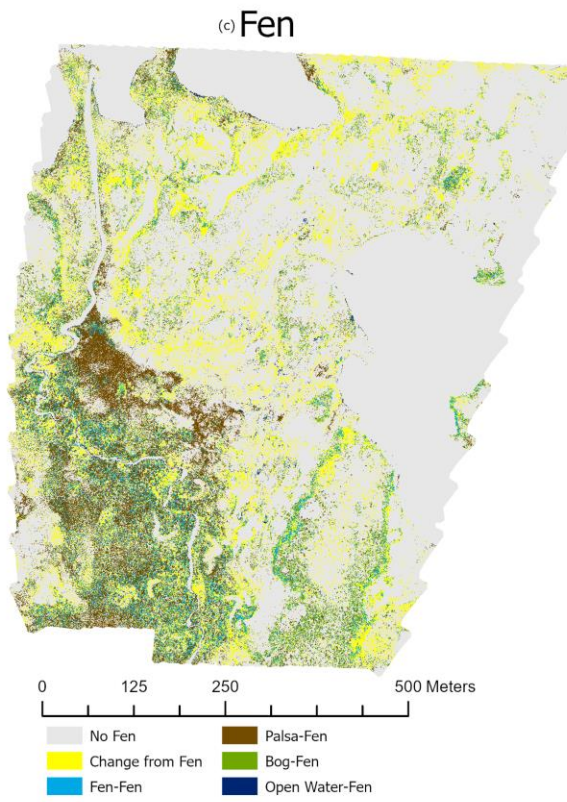 (c) Fen
0 125 250 500 Meters
No Fen Palsa-Fen
Change from Fen Bog-Fen
Fen-Fen Open Water-Fen